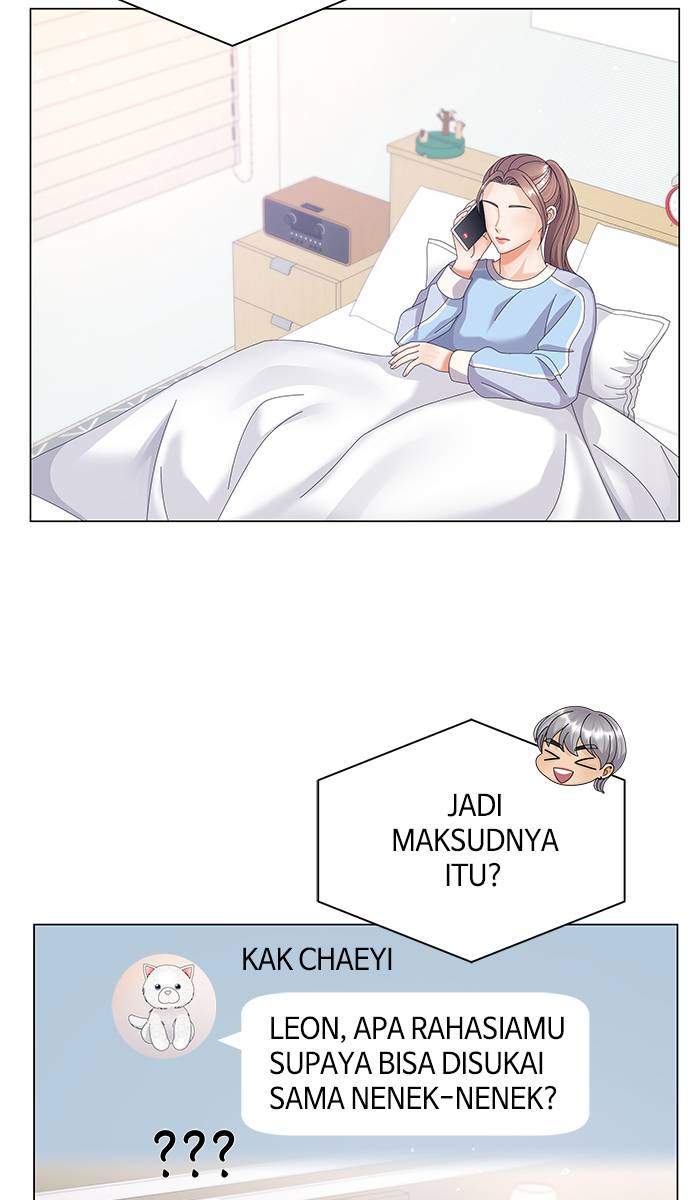 JADI
MAKSUDNYA
ITU?
KAK CHAEYI
LEON, APA RAHASIAMU
SUPAYA BISA DISUKAI
SAMA NENEK-NENEK?
???